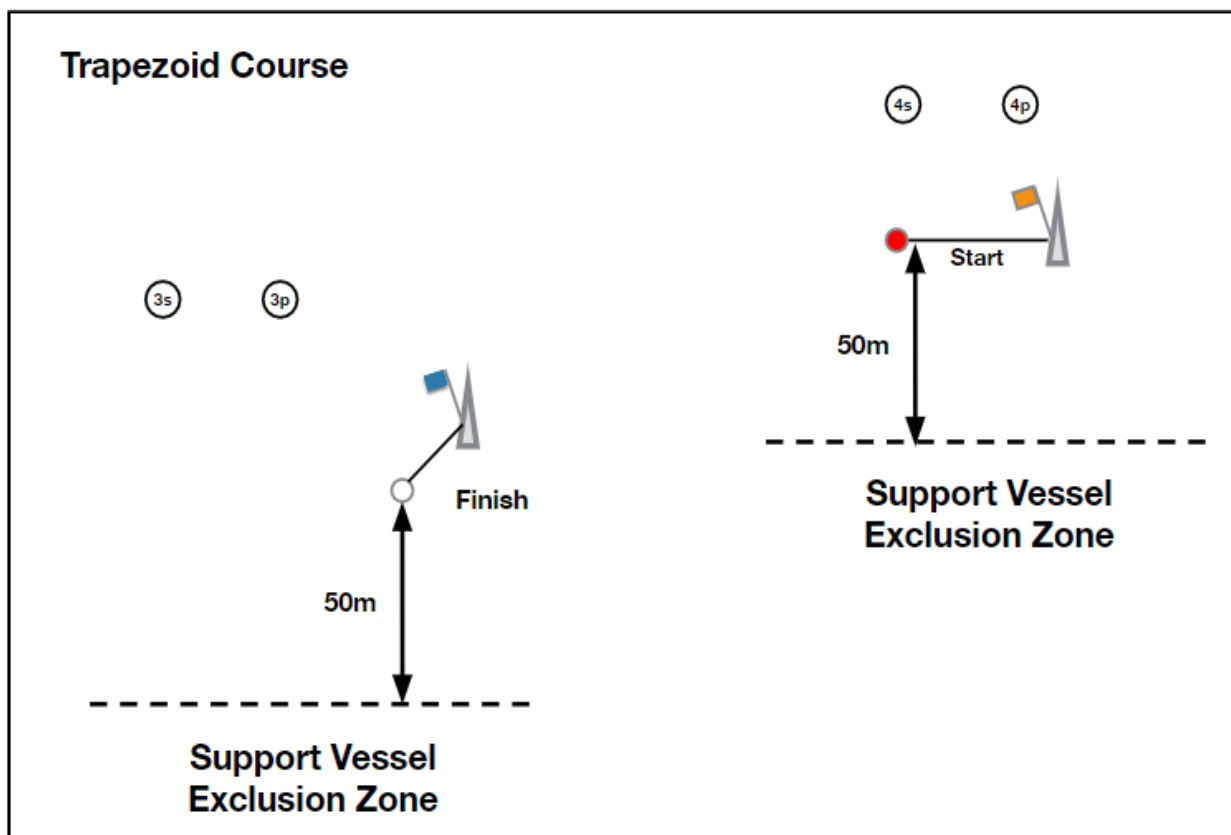 Trapezoid Course
4s
4p
Start
50m
3s
3p
Support Vessel
Exclusion Zone
Finish
50m
Support Vessel
Exclusion Zone